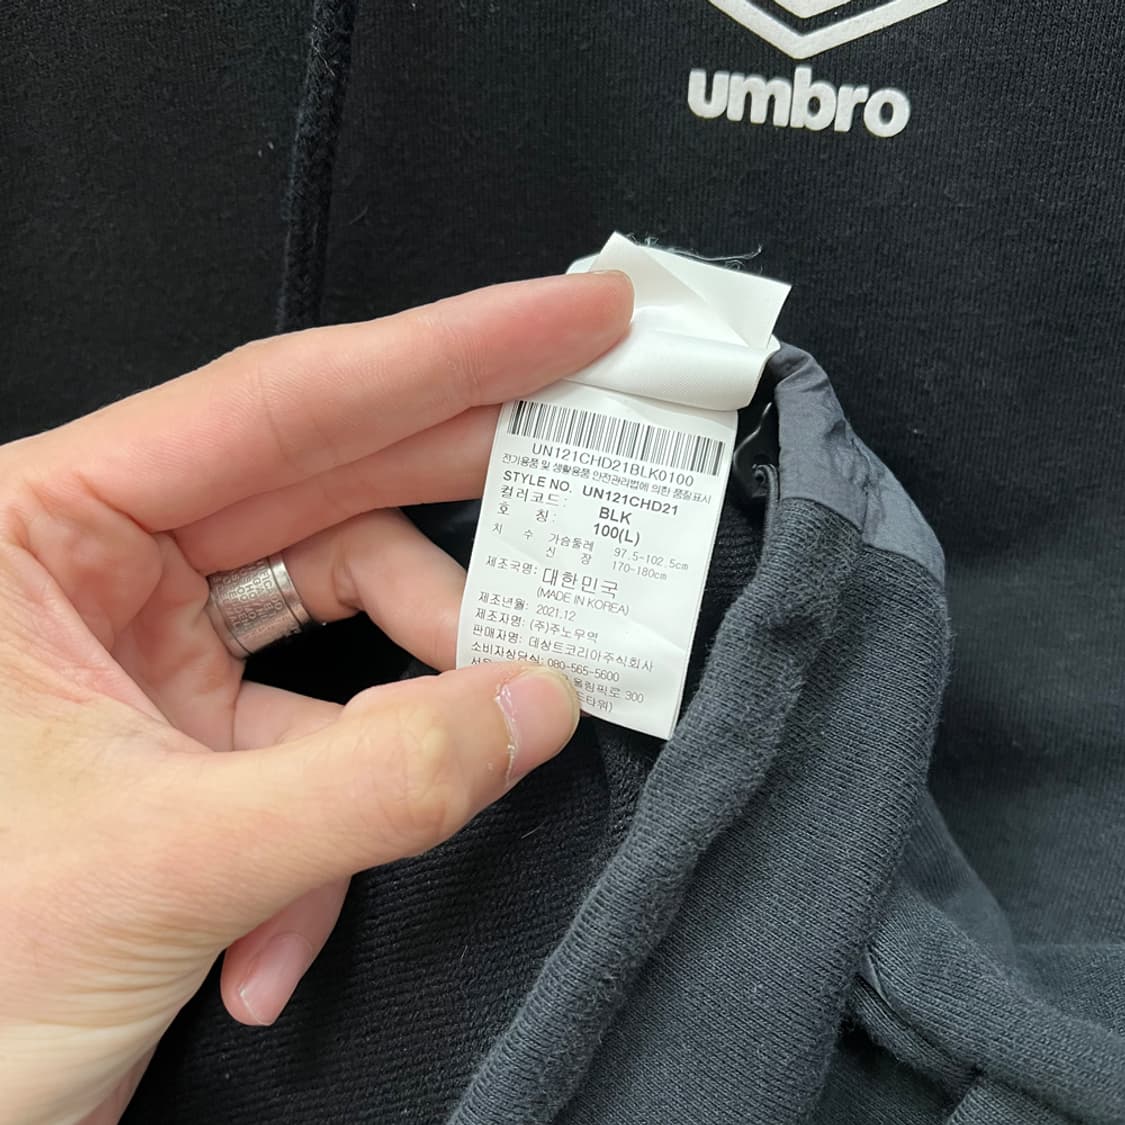 umbro
UN121CHD21BLK0100
전기용품 및 생활용품 안전관리법에 의한 품질표시
STYLE NO. UN121CHD21
컬러코드: BLK
호 칭: 100(L)
치 수 가슴둘레 97.5-102.5cm
신 장 170-180cm
제조국명: 대한민국
(MADE IN KOREA)
제조년월: 2021.12
제조자명: (주)주노무역
판매자명: 데상트코리아주식회사
소비자상담실: 080-565-5600
올림픽로 300